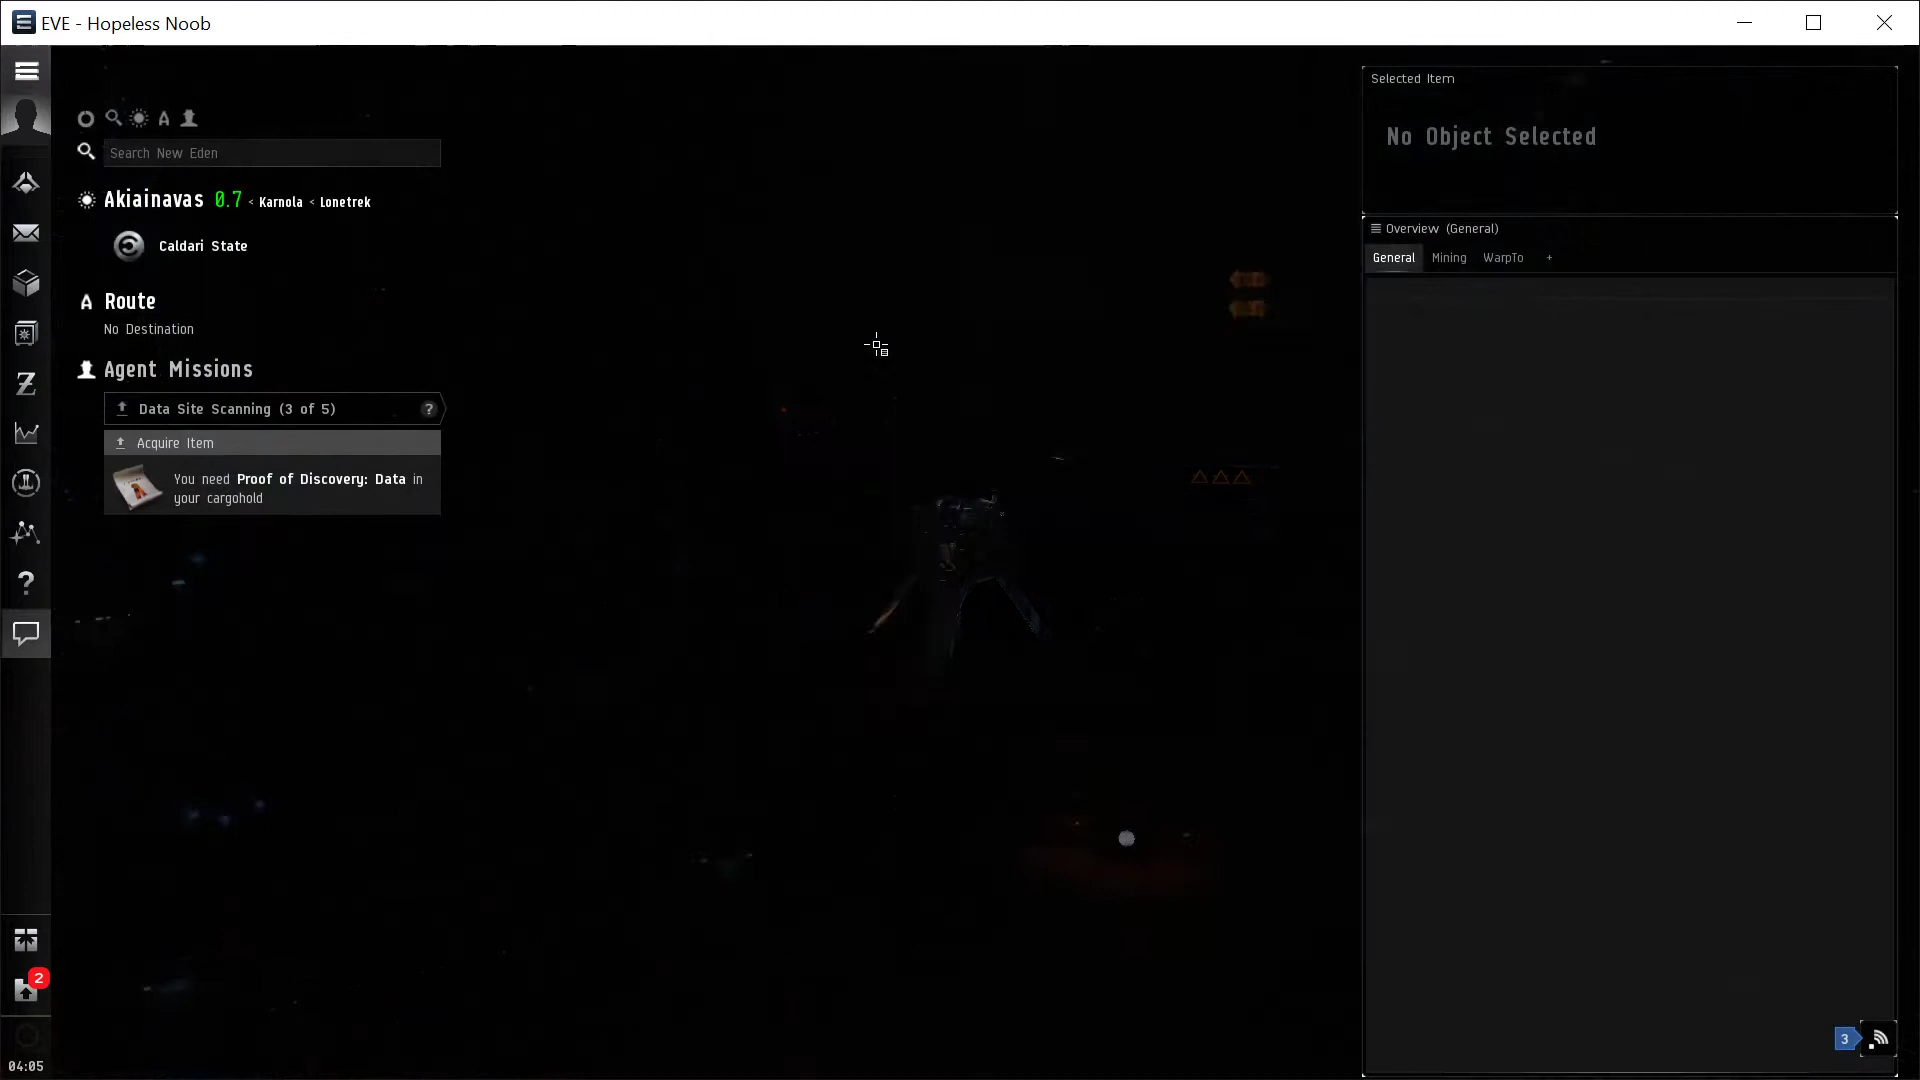 EVE - Hopeless Noob
Selected Item
No Object Selected
Search New Eden
Akiainavas 0.7 < Karnola < Lonetrek
Caldari State
Route
No Destination
Agent Missions
Data Site Scanning (3 of 5) ?
Acquire Item
You need Proof of Discovery: Data in
your cargohold
Overview (General)
General Mining WarpTo +
2
04:05
3